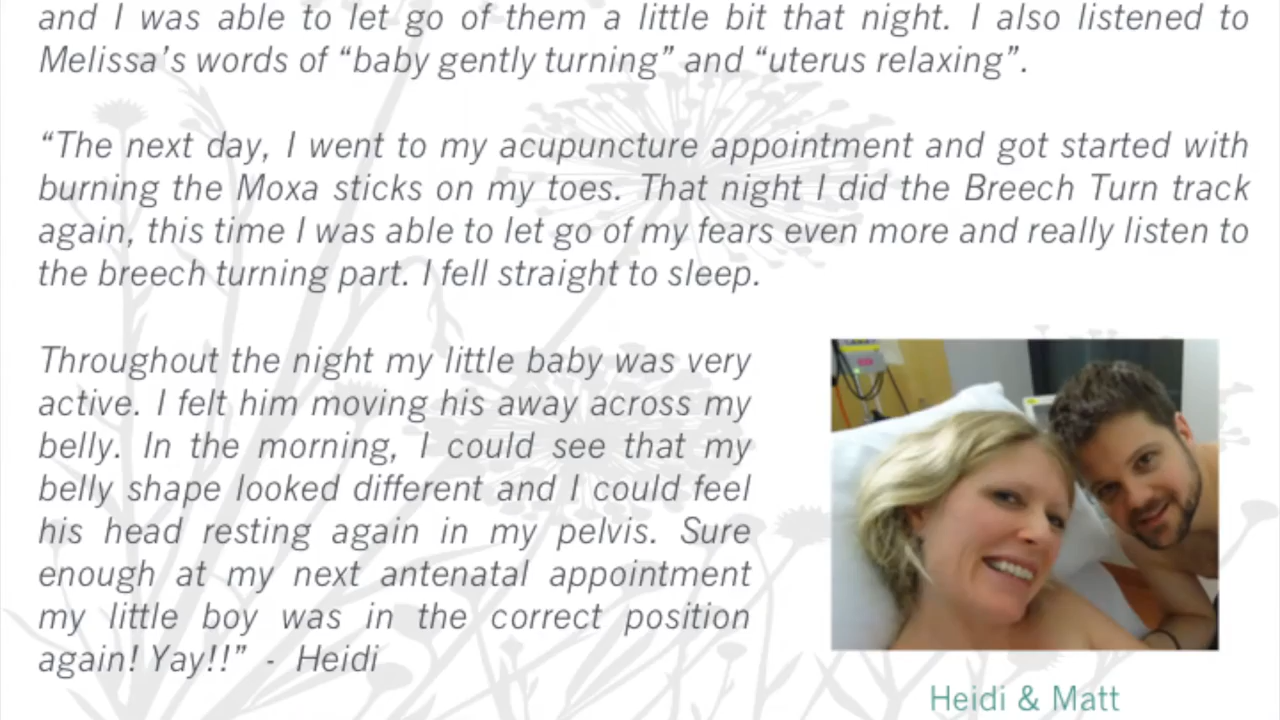 and I was able to let go of them a little bit that night. I also listened to
Melissa's words of “baby gently turning” and “uterus relaxing”.
“The next day, I went to my acupuncture appointment and got started with
burning the Moxa sticks on my toes. That night I did the Breech Turn track
again, this time I was able to let go of my fears even more and really listen to
the breech turning part. I fell straight to sleep.
Throughout the night my little baby was very
active. I felt him moving his away across my
belly. In the morning, I could see that my
belly shape looked different and I could feel
his head resting again in my pelvis. Sure
enough at my next antenatal appointment
my little boy was in the correct position
again! Yay!!” - Heidi
Heidi & Matt